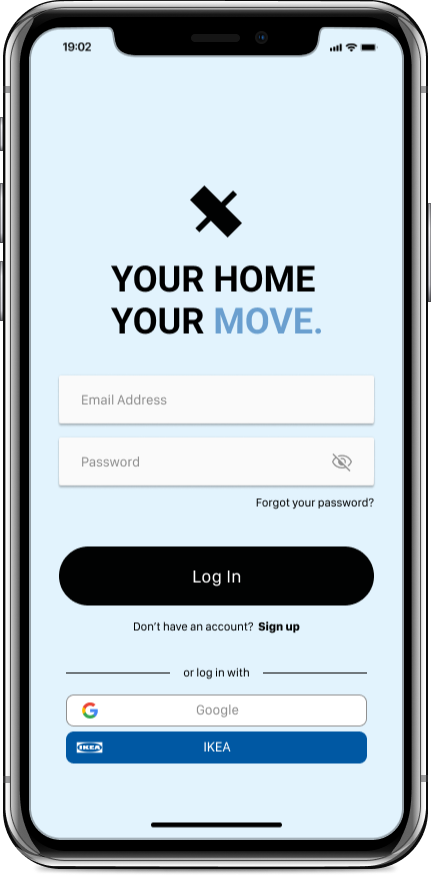 19:02
YOUR HOME
YOUR MOVE.
Email Address
Password
Forgot your password?
Log In
Don't have an account? Sign up
or log in with
Google
IKEA IKEA